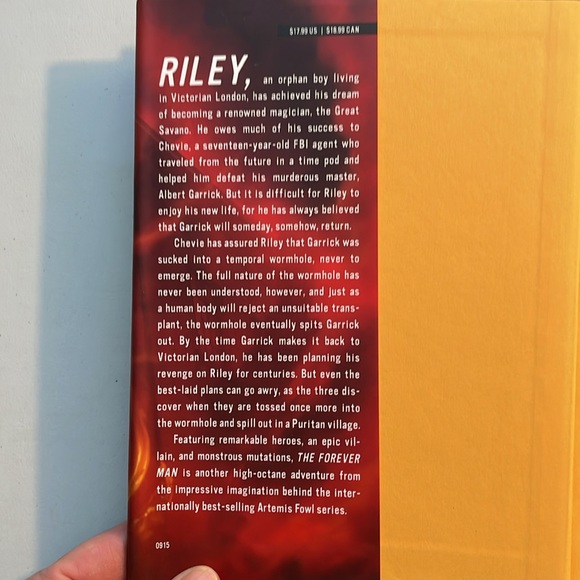 $17.99 US | $18.99 CAN
RILEY, an orphan boy living
in Victorian London, has achieved his dream
of becoming a renowned magician, the Great
Savano. He owes much of his success to
Chevie, a seventeen-year-old FBI agent who
traveled from the future in a time pod and
helped him defeat his murderous master,
Albert Garrick. But it is difficult for Riley to
enjoy his new life, for he has always believed
that Garrick will someday, somehow, return.
Chevie has assured Riley that Garrick was
sucked into a temporal wormhole, never to
emerge. The full nature of the wormhole has
never been understood, however, and just as
a human body will reject an unsuitable trans-
plant, the wormhole eventually spits Garrick
out. By the time Garrick makes it back to
Victorian London, he has been planning his
revenge on Riley for centuries. But even the
best-laid plans can go awry, as the three dis-
cover when they are tossed once more into
the wormhole and spill out in a Puritan village.
Featuring remarkable heroes, an epic vil-
lain, and monstrous mutations, THE FOREVER
MAN is another high-octane adventure from
the impressive imagination behind the inter-
nationally best-selling Artemis Fowl series.
0915